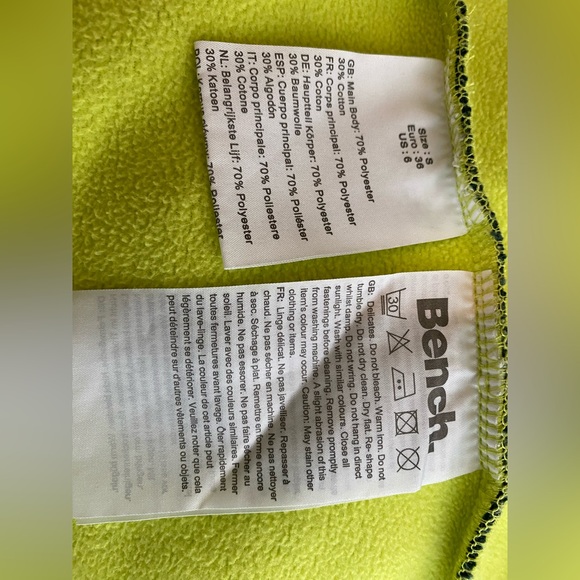 Size : S
Euro : 36
US : 6
GB: Main Body: 70% Polyester
30% Cotton
FR: Corps principal: 70% Polyester
30% Coton
DE: Hauptteil Körper: 70% Polyester
30% Baumwolle
ESP: Cuerpo principal: 70% Poliéster
30% Algodón
IT: Corpo principale: 70% Poliestere
30% Cotone
NL: Belangrijkste Lijf: 70% Polyester
30% Katoen
Bench.
30
GB: Delicates. Do not bleach. Warm iron. Do not
tumble dry. Do not dry clean. Dry flat. Re- shape
whilst damp. Do not wring. Do not hang in direct
sunlight. Wash with similar colours. Close all
fastenings before cleaning. Remove promptly
from washing machine. A slight abrasion of this
item's colour may occur. Caution: May stain other
clothing or items.
FR: Linge délicat. Ne pas javelliser. Repasser à
chaud. Ne pas sécher en machine. Ne pas nettoyer
à sec. Séchage à plat. Remettre en forme encore
humide. Ne pas essorer. Ne pas faire sécher au
soleil. Laver avec des couleurs similaires. Fermer
toutes fermetures avant lavage. Ôter rapidement
du lave-linge. La couleur de cet article peut
légèrement se détériorer. Veuillez noter que cela
peut déteindre sur d'autres vêtements ou objets.